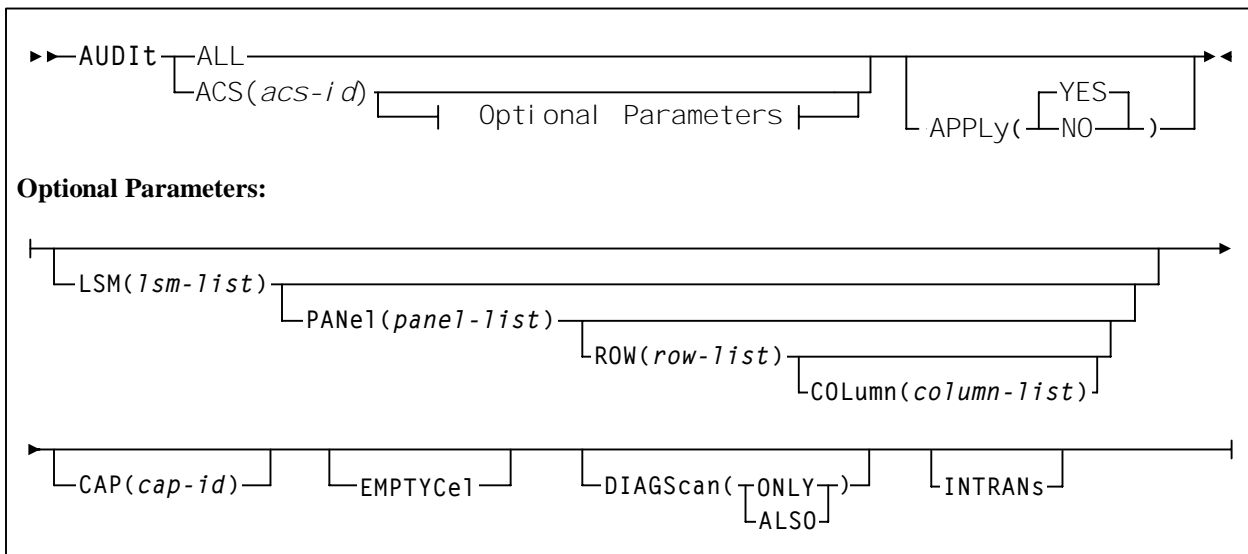 AUDIt ALL
ACS(acs-id)
Optional Parameters
YES
APPLy( NO )
Optional Parameters:
LSM(lsm-list)
PANel(panel-list)
ROW(row-list)
COLumn(column-list)
CAP(cap-id) EMPTYCel DIAGScan( ONLY ) INTRANs
ALSO